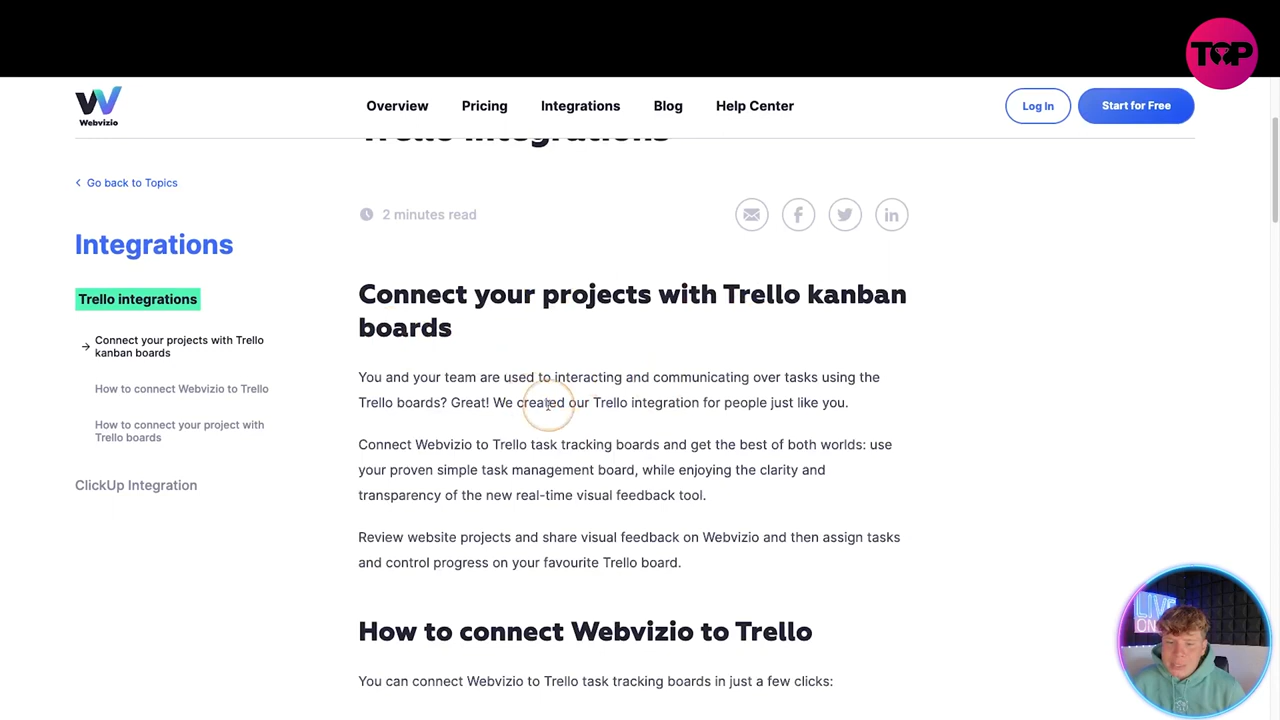 TOP
Webvizio
Overview
Pricing
Integrations
Blog
Help Center
Log In
Start for Free
Trello integrations
Go back to Topics
2 minutes read
Integrations
Trello integrations
Connect your projects with Trello
kanban boards
How to connect Webvizio to Trello
How to connect your project with
Trello boards
ClickUp Integration
Connect your projects with Trello kanban
boards
You and your team are used to interacting and communicating over tasks using the
Trello boards? Great! We created our Trello integration for people just like you.
Connect Webvizio to Trello task tracking boards and get the best of both worlds: use
your proven simple task management board, while enjoying the clarity and
transparency of the new real-time visual feedback tool.
Review website projects and share visual feedback on Webvizio and then assign tasks
and control progress on your favourite Trello board.
How to connect Webvizio to Trello
You can connect Webvizio to Trello task tracking boards in just a few clicks:
LIVE
ON